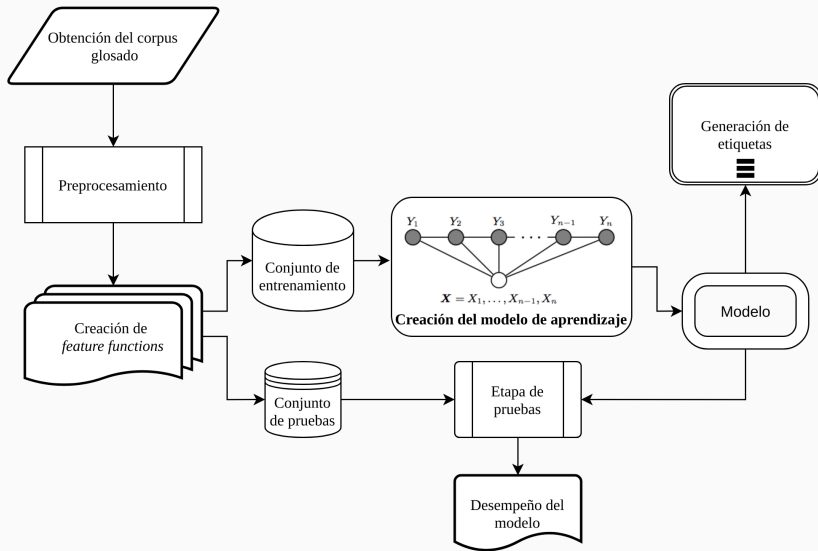 Obtención del corpus
glosado
Preprocesamiento
Creación de
feature functions
Conjunto de
entrenamiento
Conjunto
de pruebas
Y₁ Y₂ Y₃ · · · Yₙ₋₁ Yₙ
X = X₁, . . . , Xₙ₋₁, Xₙ
Creación del modelo de aprendizaje
Generación de
etiquetas
Modelo
Etapa de
pruebas
Desempeño del
modelo